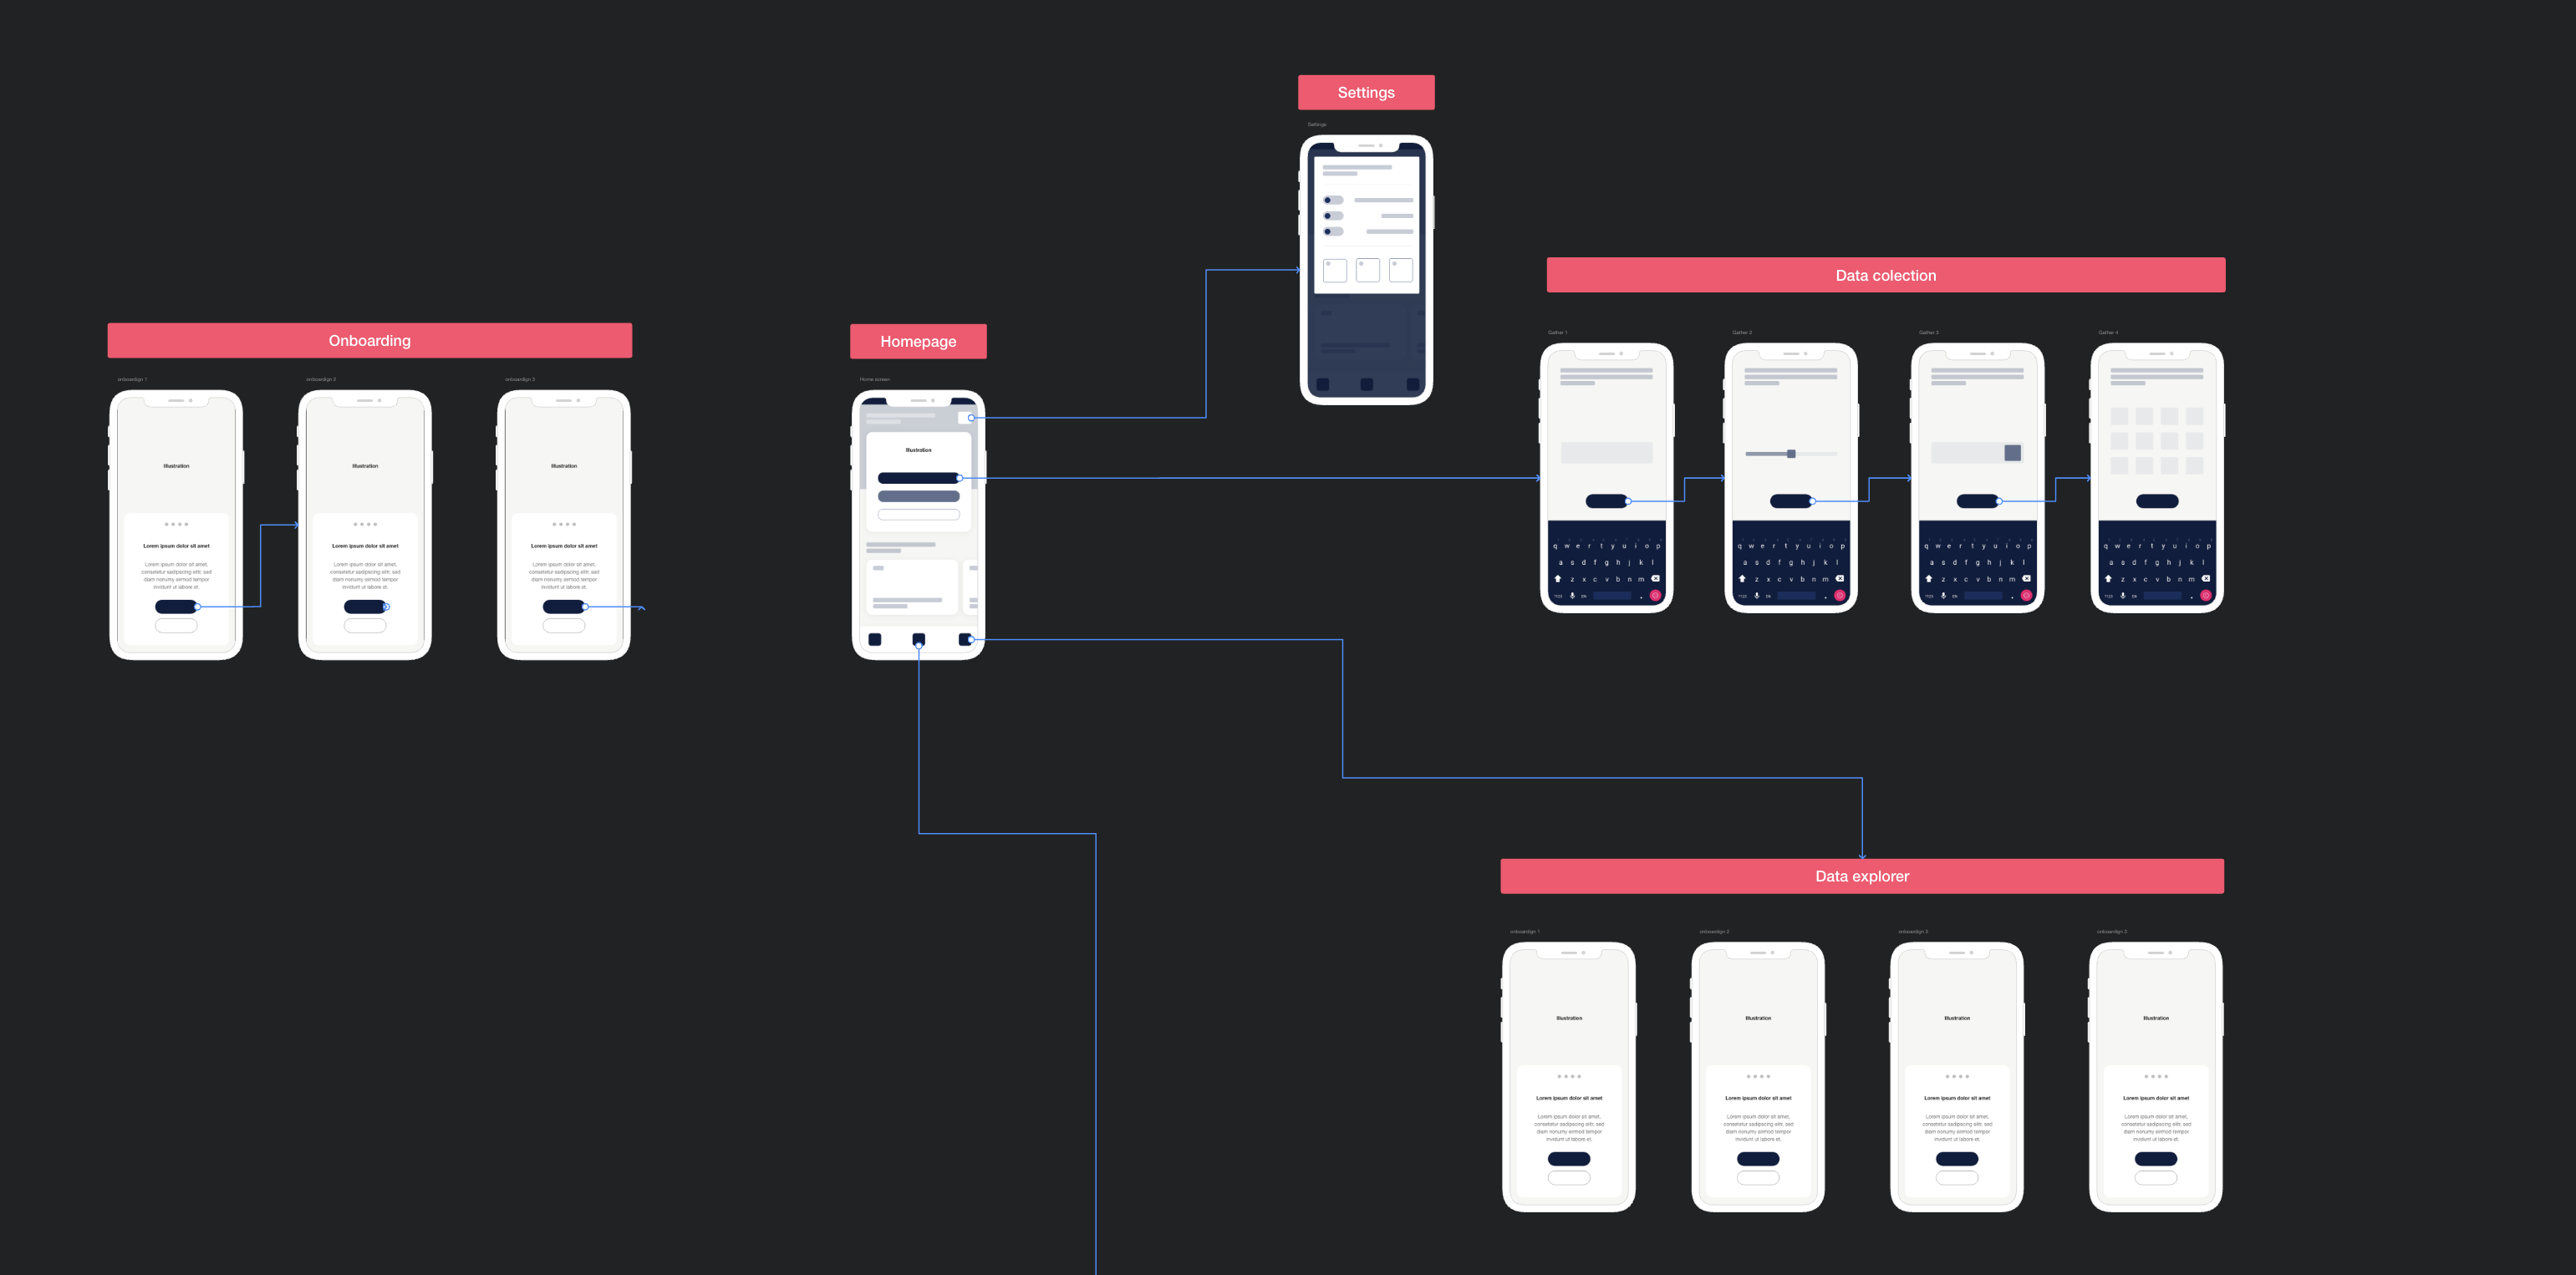 Settings
Settings
Data colection
Onboarding
Homepage
Gather 1
Gather 2
Gather 3
Gather 4
onboardign 1
onboardign 2
onboardign 3
Home screen
Illustration
Illustration
Illustration
Illustration
Lorem ipsum dolor sit amet
Lorem ipsum dolor sit amet,
consetetur sadipscing elitr, sed
diam nonumy eirmod tempor
invidunt ut labore et.
Lorem ipsum dolor sit amet
Lorem ipsum dolor sit amet,
consetetur sadipscing elitr, sed
diam nonumy eirmod tempor
invidunt ut labore et.
Lorem ipsum dolor sit amet
Lorem ipsum dolor sit amet,
consetetur sadipscing elitr, sed
diam nonumy eirmod tempor
invidunt ut labore et.
q w e r t y u i o p
a s d f g h j k l
z x c v b n m
?123 EN .
q w e r t y u i o p
a s d f g h j k l
z x c v b n m
?123 EN .
q w e r t y u i o p
a s d f g h j k l
z x c v b n m
?123 EN .
q w e r t y u i o p
a s d f g h j k l
z x c v b n m
?123 EN .
Data explorer
onboardign 1
onboardign 2
onboardign 3
onboardign 3
Illustration
Illustration
Illustration
Illustration
Lorem ipsum dolor sit amet
Lorem ipsum dolor sit amet,
consetetur sadipscing elitr, sed
diam nonumy eirmod tempor
invidunt ut labore et.
Lorem ipsum dolor sit amet
Lorem ipsum dolor sit amet,
consetetur sadipscing elitr, sed
diam nonumy eirmod tempor
invidunt ut labore et.
Lorem ipsum dolor sit amet
Lorem ipsum dolor sit amet,
consetetur sadipscing elitr, sed
diam nonumy eirmod tempor
invidunt ut labore et.
Lorem ipsum dolor sit amet
Lorem ipsum dolor sit amet,
consetetur sadipscing elitr, sed
diam nonumy eirmod tempor
invidunt ut labore et.